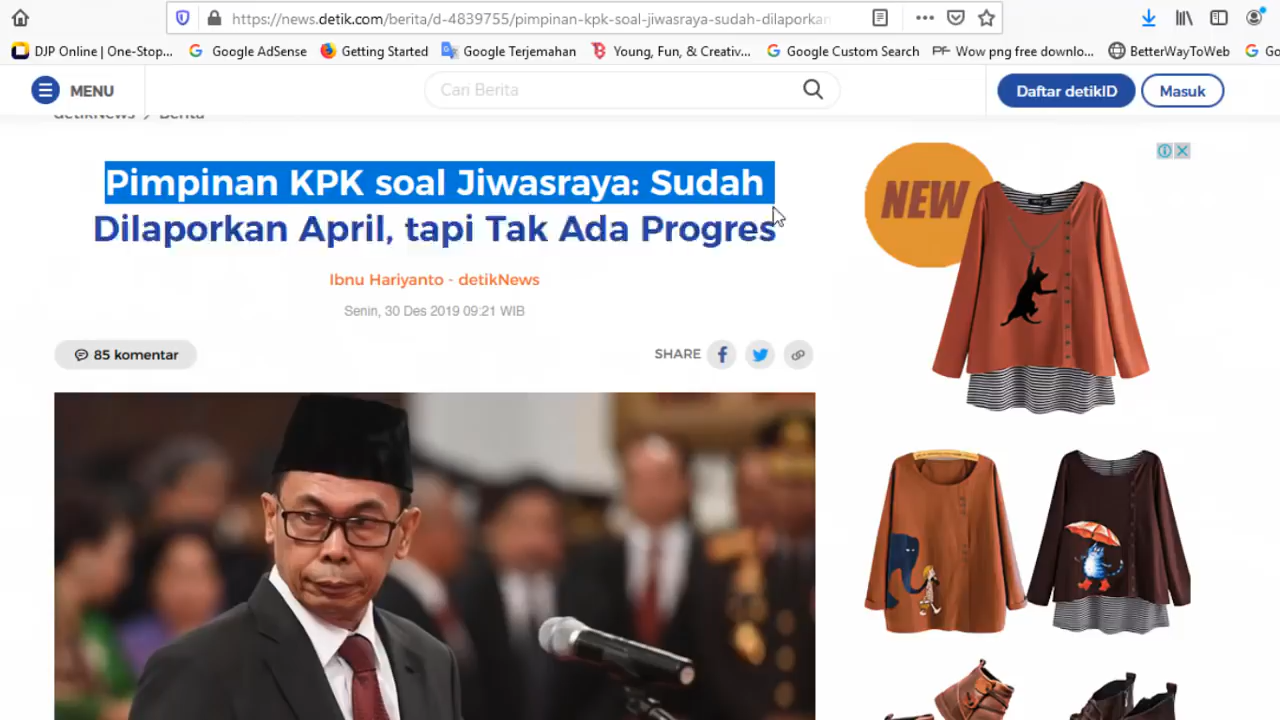 https://news.detik.com/berita/d-4839755/pimpinan-kpk-soal-jiwasraya-sudah-dilaporkan
DJP Online | One-Stop...
Google AdSense
Getting Started
Google Terjemahan
Young, Fun, & Creativ...
Google Custom Search
Wow png free downlo...
BetterWayToWeb
Go
MENU
Cari Berita
Daftar detikID
Masuk
detikNews > Berita
Pimpinan KPK soal Jiwasraya: Sudah
Dilaporkan April, tapi Tak Ada Progres
Ibnu Hariyanto - detikNews
Senin, 30 Des 2019 09:21 WIB
85 komentar
SHARE
NEW